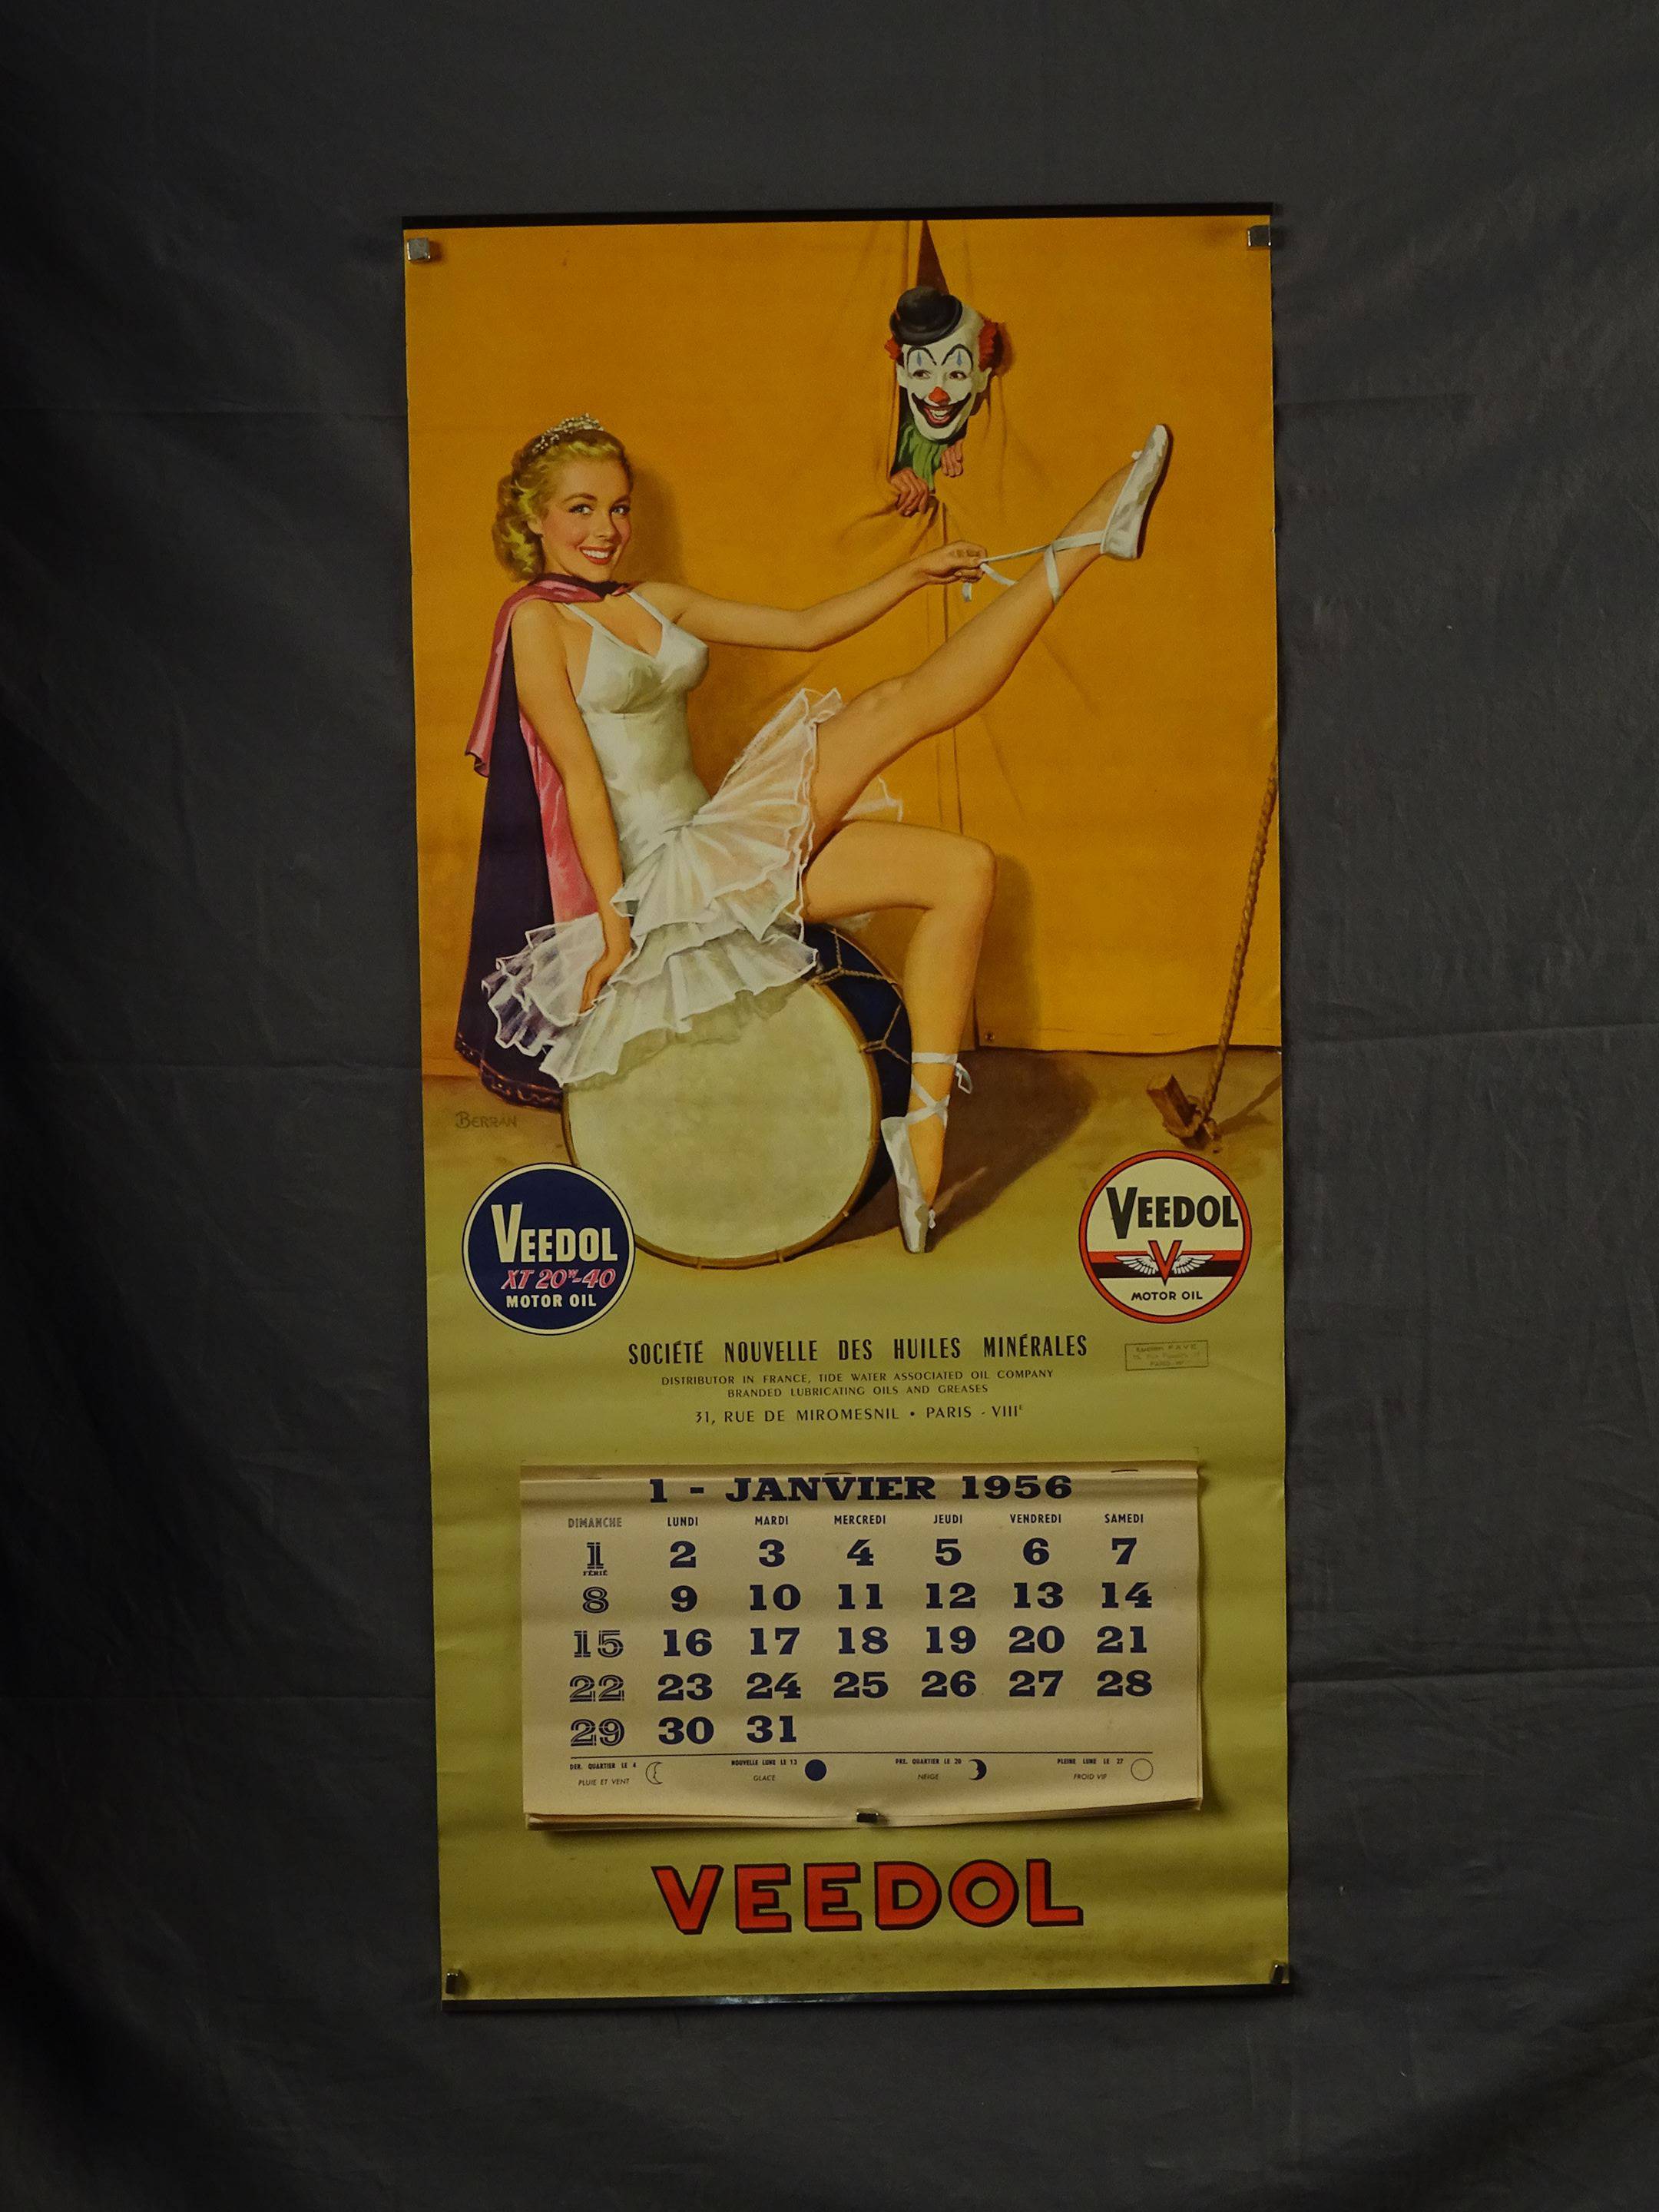 BERRAN
VEEDOL
XT 20W-40
MOTOR OIL
VEEDOL
V
MOTOR OIL
SOCIÉTÉ NOUVELLE DES HUILES MINÉRALES
DISTRIBUTOR IN FRANCE, TIDE WATER ASSOCIATED OIL COMPANY
BRANDED LUBRICATING OILS AND GREASES
31, RUE DE MIROMESNIL • PARIS - VIIIE
1 - JANVIER 1956
DIMANCHE LUNDI MARDI MERCREDI JEUDI VENDREDI SAMEDI
1 2 3 4 5 6 7
FÉRIÉ
8 9 10 11 12 13 14
15 16 17 18 19 20 21
22 23 24 25 26 27 28
29 30 31
DER. QUARTIER LE 4 NOUVELLE LUNE LE 13 PRE. QUARTIER LE 20 PLEINE LUNE LE 27
PLUIE ET VENT GLACE NEIGE FROID VIF
VEEDOL